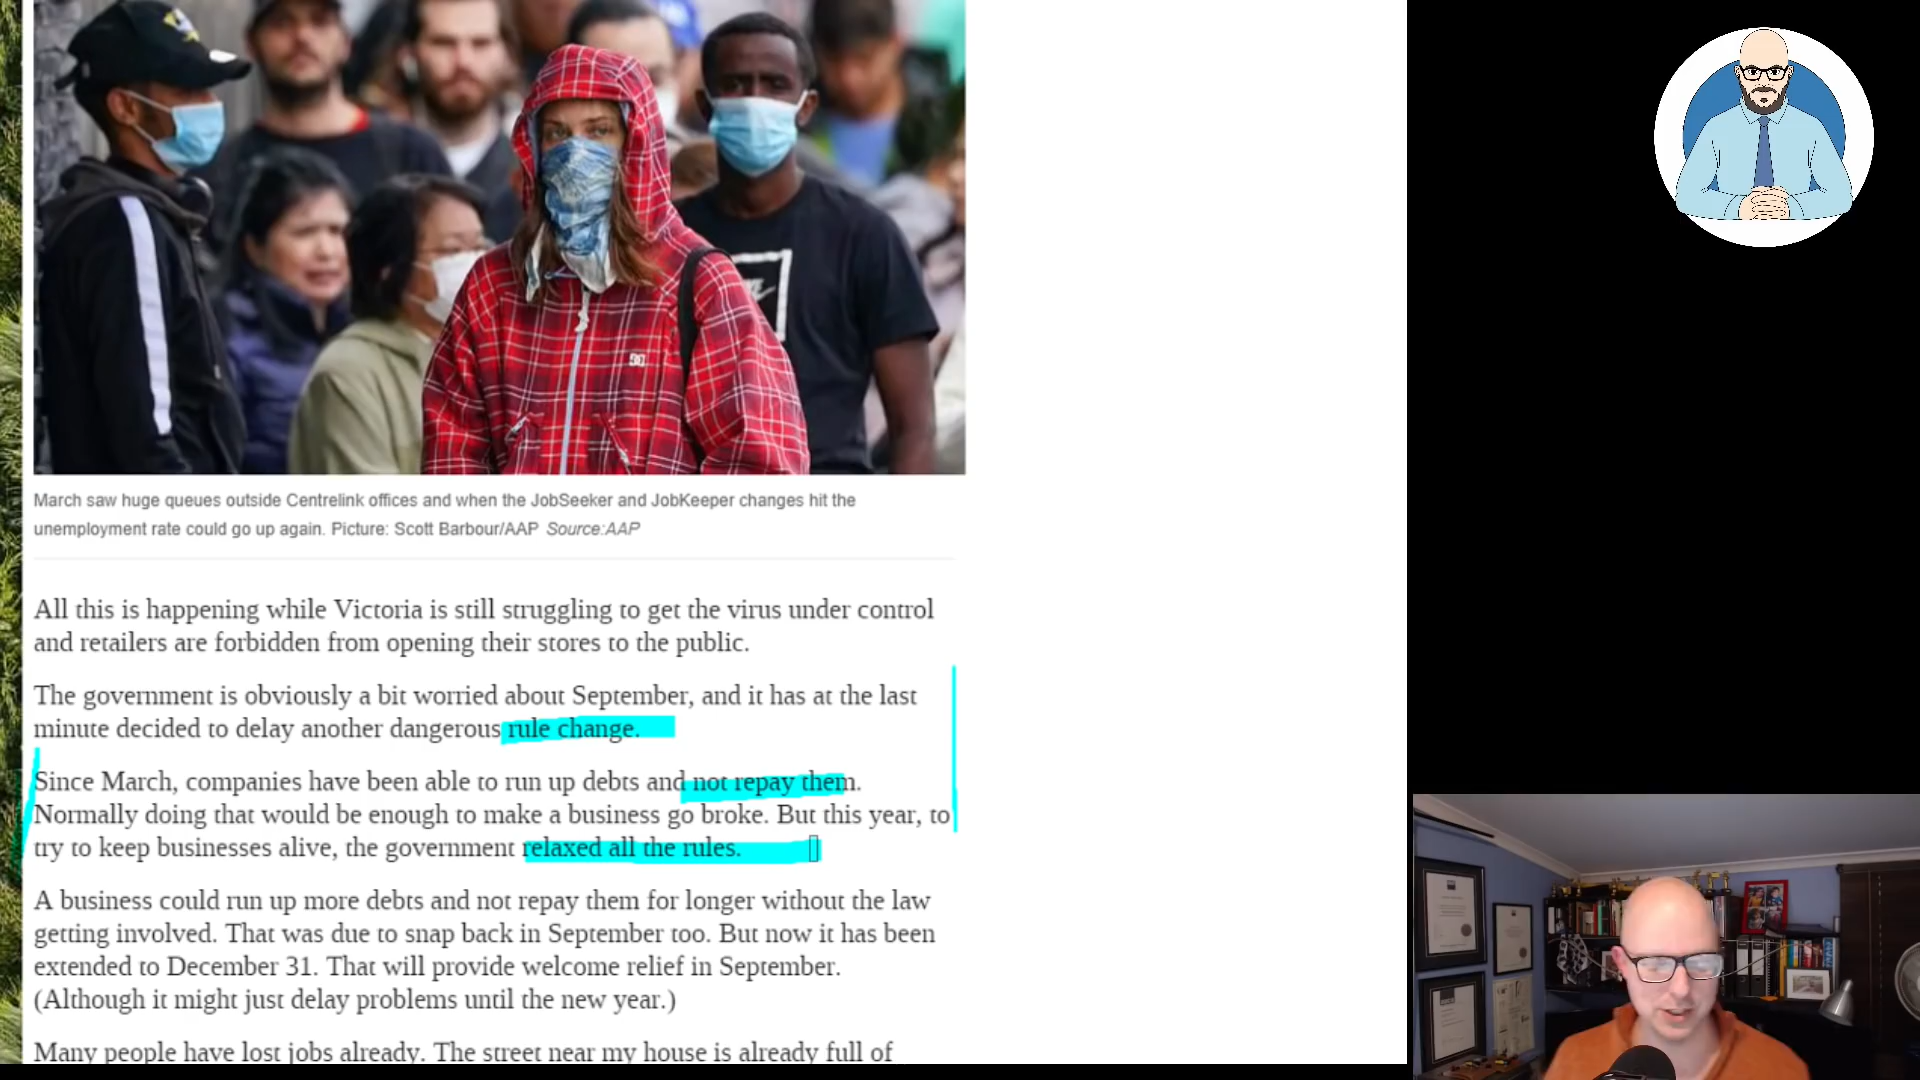 March saw huge queues outside Centrelink offices and when the JobSeeker and JobKeeper changes hit the
unemployment rate could go up again. Picture: Scott Barbour/AAP Source:AAP
All this is happening while Victoria is still struggling to get the virus under control
and retailers are forbidden from opening their stores to the public.
The government is obviously a bit worried about September, and it has at the last
minute decided to delay another dangerous rule change.
Since March, companies have been able to run up debts and not repay them.
Normally doing that would be enough to make a business go broke. But this year, to
try to keep businesses alive, the government relaxed all the rules.
A business could run up more debts and not repay them for longer without the law
getting involved. That was due to snap back in September too. But now it has been
extended to December 31. That will provide welcome relief in September.
(Although it might just delay problems until the new year.)
Many people have lost jobs already. The street near my house is already full of